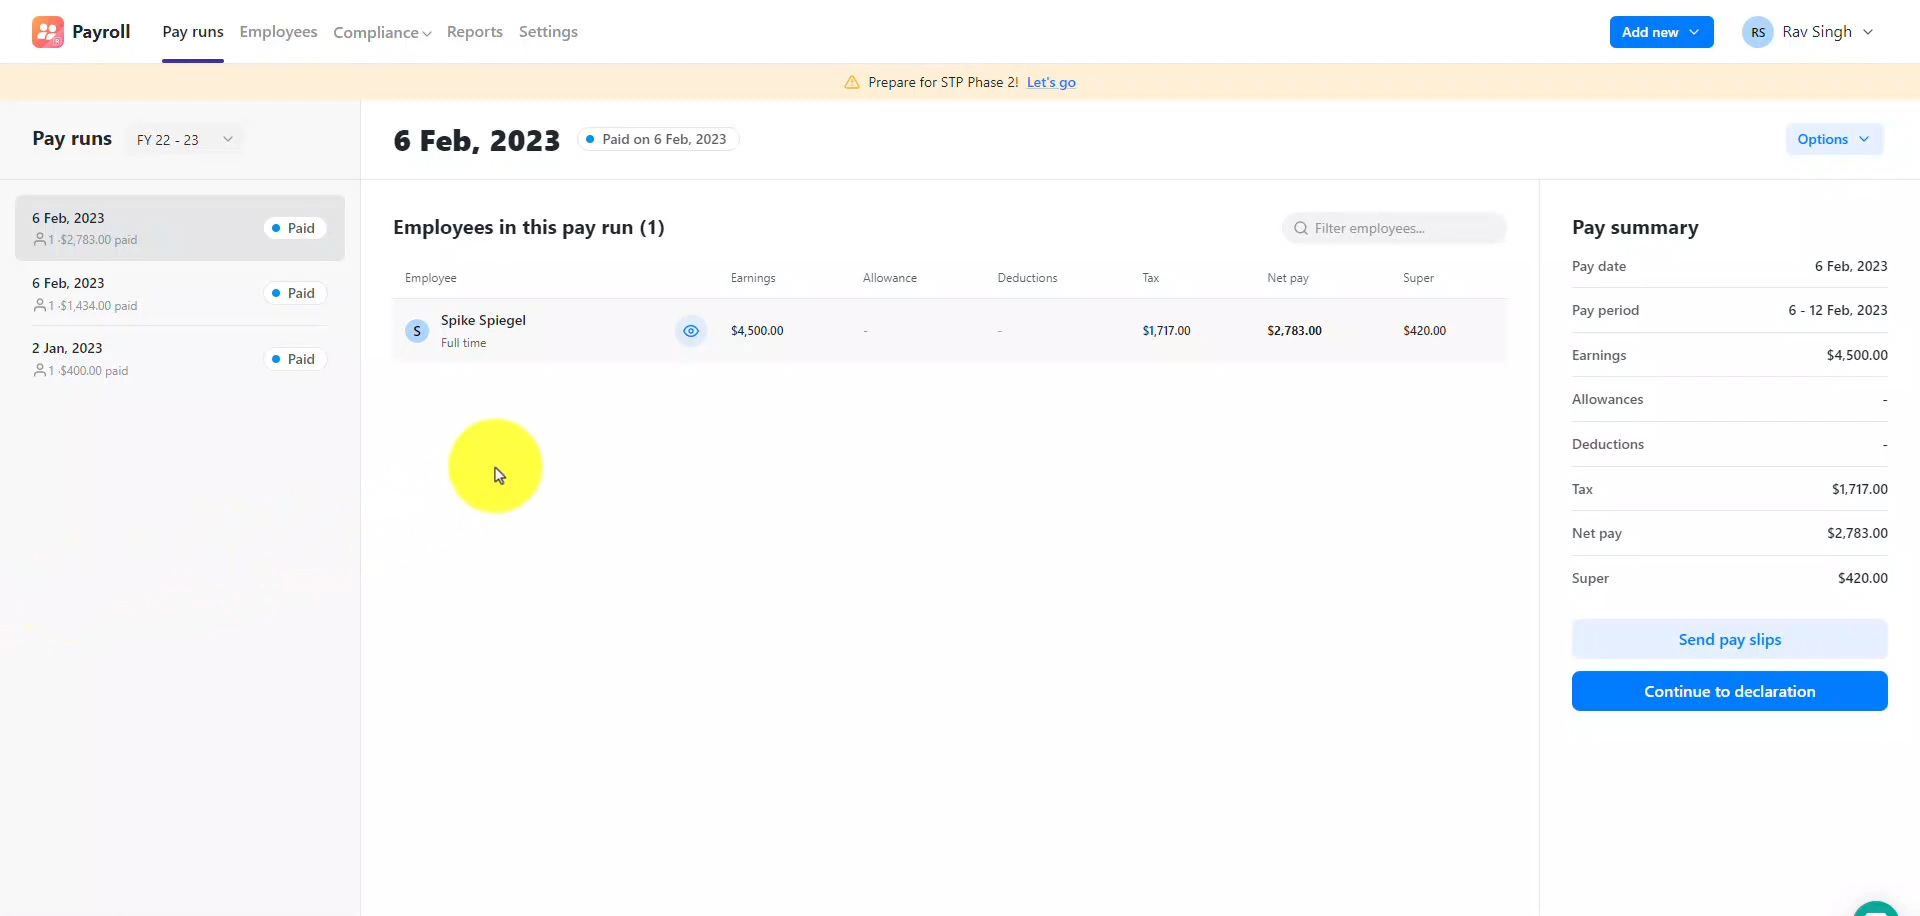 Payroll
Pay runs
Employees
Compliance
Reports
Settings
Add new
RS
Rav Singh
Prepare for STP Phase 2! Let's go
Pay runs
FY 22 - 23
6 Feb, 2023
1 ·$2,783.00 paid
Paid
6 Feb, 2023
1 ·$1,434.00 paid
Paid
2 Jan, 2023
1 ·$400.00 paid
Paid
6 Feb, 2023
Paid on 6 Feb, 2023
Options
Employees in this pay run (1)
Filter employees...
Employee Earnings Allowance Deductions Tax Net pay Super
S
Spike Spiegel
Full time
$4,500.00 - - $1,717.00 $2,783.00 $420.00
Pay summary
Pay date 6 Feb, 2023
Pay period 6 - 12 Feb, 2023
Earnings $4,500.00
Allowances -
Deductions -
Tax $1,717.00
Net pay $2,783.00
Super $420.00
Send pay slips
Continue to declaration